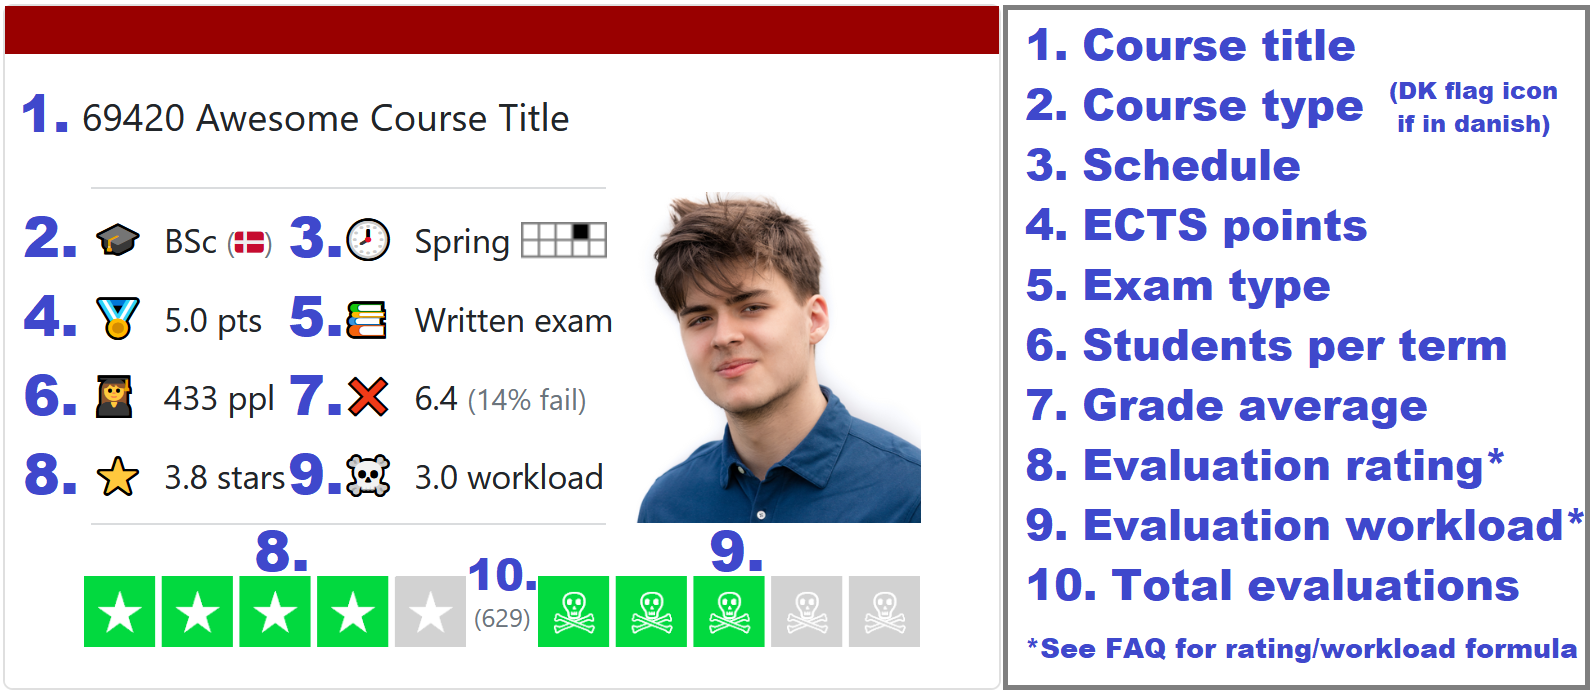 1. 69420 Awesome Course Title
2. BSc () 3. Spring
4. 5.0 pts 5. Written exam
6. 433 ppl 7. 6.4 (14% fail)
8. 3.8 stars 9. 3.0 workload
8. 9.
10.
(629)
1. Course title
2. Course type (DK flag icon
if in danish)
3. Schedule
4. ECTS points
5. Exam type
6. Students per term
7. Grade average
8. Evaluation rating*
9. Evaluation workload*
10. Total evaluations
*See FAQ for rating/workload formula